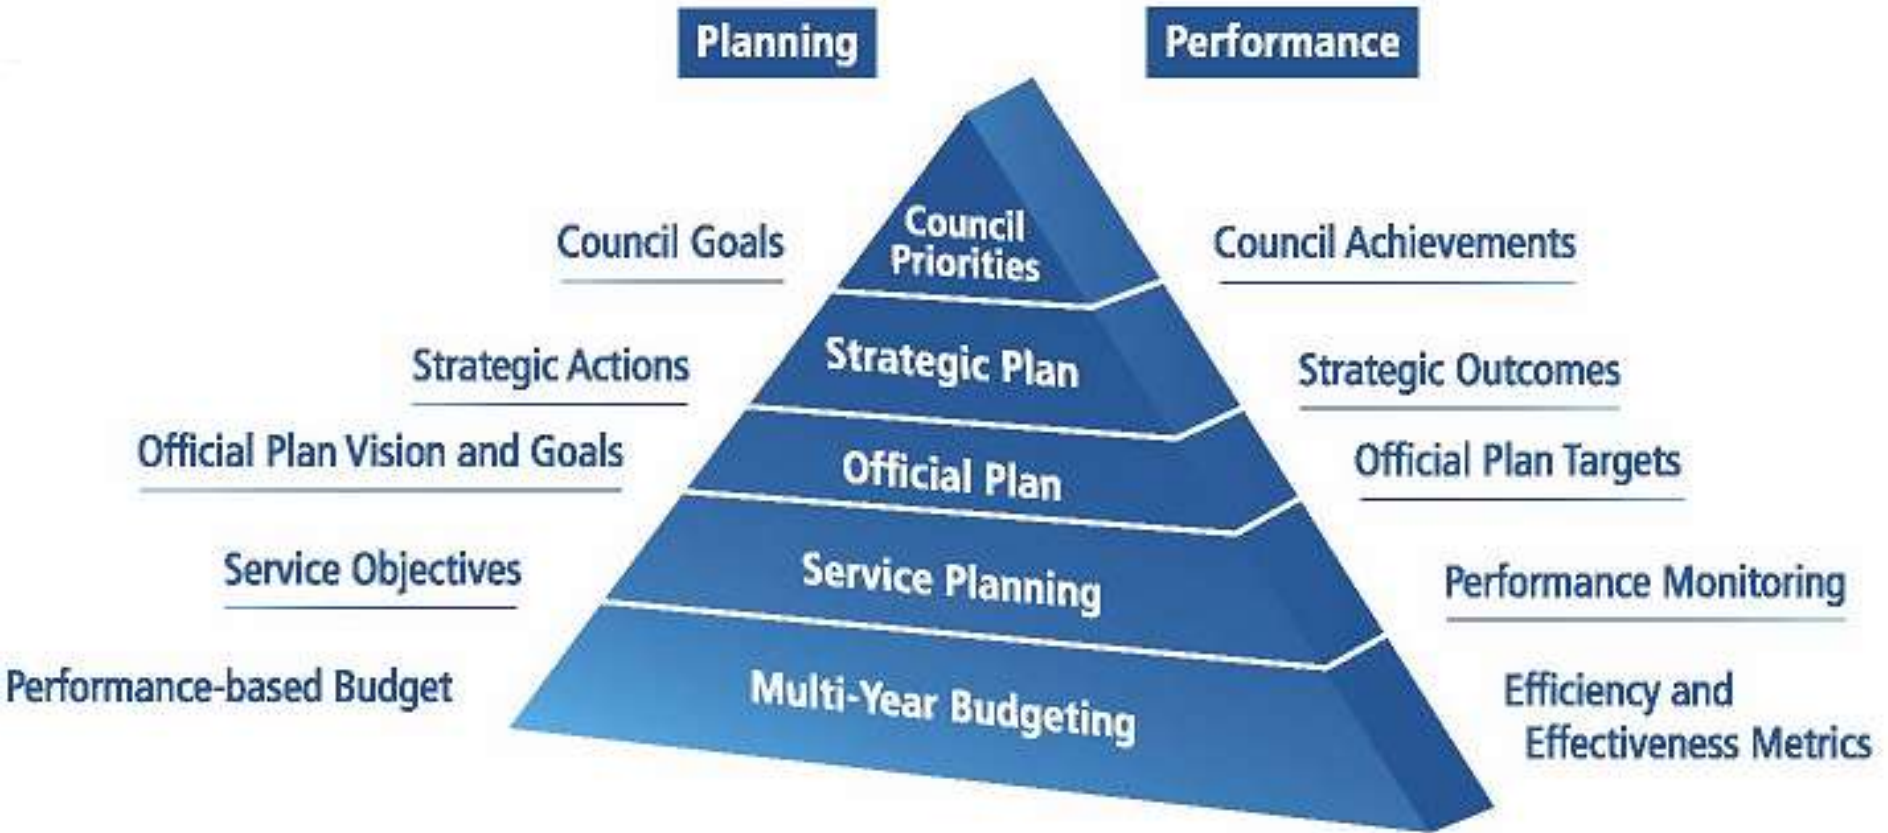 Planning
Performance
Council Goals
Council
Priorities
Council Achievements
Strategic Actions
Strategic Plan
Strategic Outcomes
Official Plan Vision and Goals
Official Plan
Official Plan Targets
Service Objectives
Service Planning
Performance Monitoring
Performance-based Budget
Multi-Year Budgeting
Efficiency and
Effectiveness Metrics